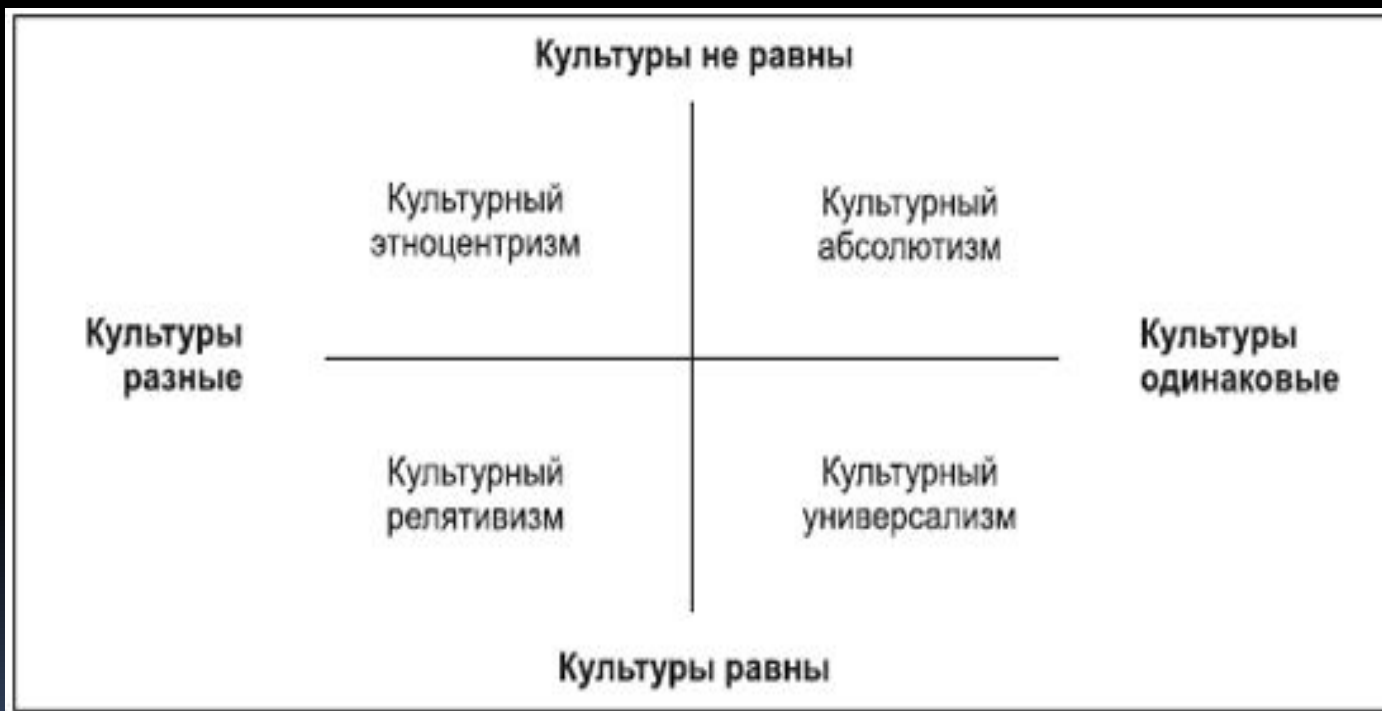 Культуры не равны
Культурный
этноцентризм
Культурный
абсолютизм
Культуры
разные
Культуры
одинаковые
Культурный
релятивизм
Культурный
универсализм
Культуры равны